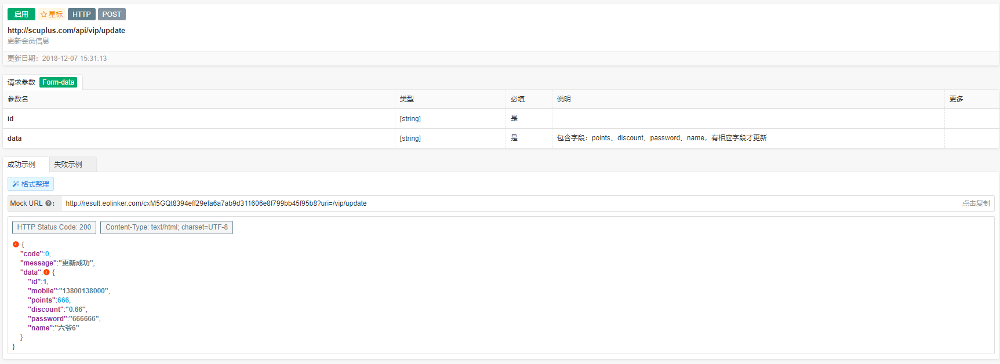 启用 星标 HTTP POST
http://scuplus.com/api/vip/update
更新会员信息
更新日期：2018-12-07 15:31:13
请求参数 Form-data
参数名 类型 必填 说明 更多
id [string] 是
data [string] 是 包含字段：points、discount、password、name，有相应字段才更新
成功示例 失败示例
格式整理
Mock URL ? : http://result.eolinker.com/cxM5GQt8394eff29efa6a7ab9d311606e8f799bb45f95b8?uri=/vip/update 点击复制
HTTP Status Code: 200 Content-Type: text/html; charset=UTF-8
{
"code":0,
"message":"更新成功",
"data": {
"id":1,
"mobile":"13800138000",
"points":666,
"discount":"0.66",
"password":"666666",
"name":"六爷6"
}
}